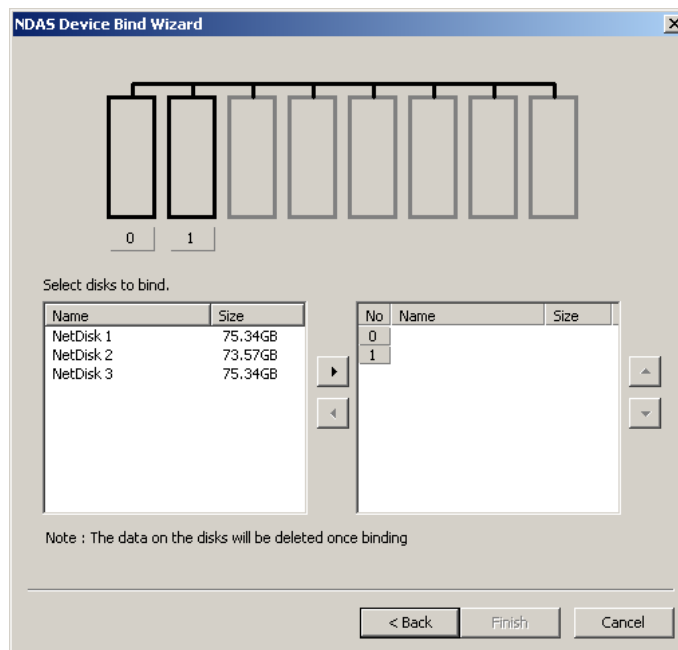 NDAS Device Bind Wizard
0 1
Select disks to bind.
Name Size
NetDisk 1 75.34GB
NetDisk 2 73.57GB
NetDisk 3 75.34GB
No Name Size
0
1
Note : The data on the disks will be deleted once binding
< Back Finish Cancel